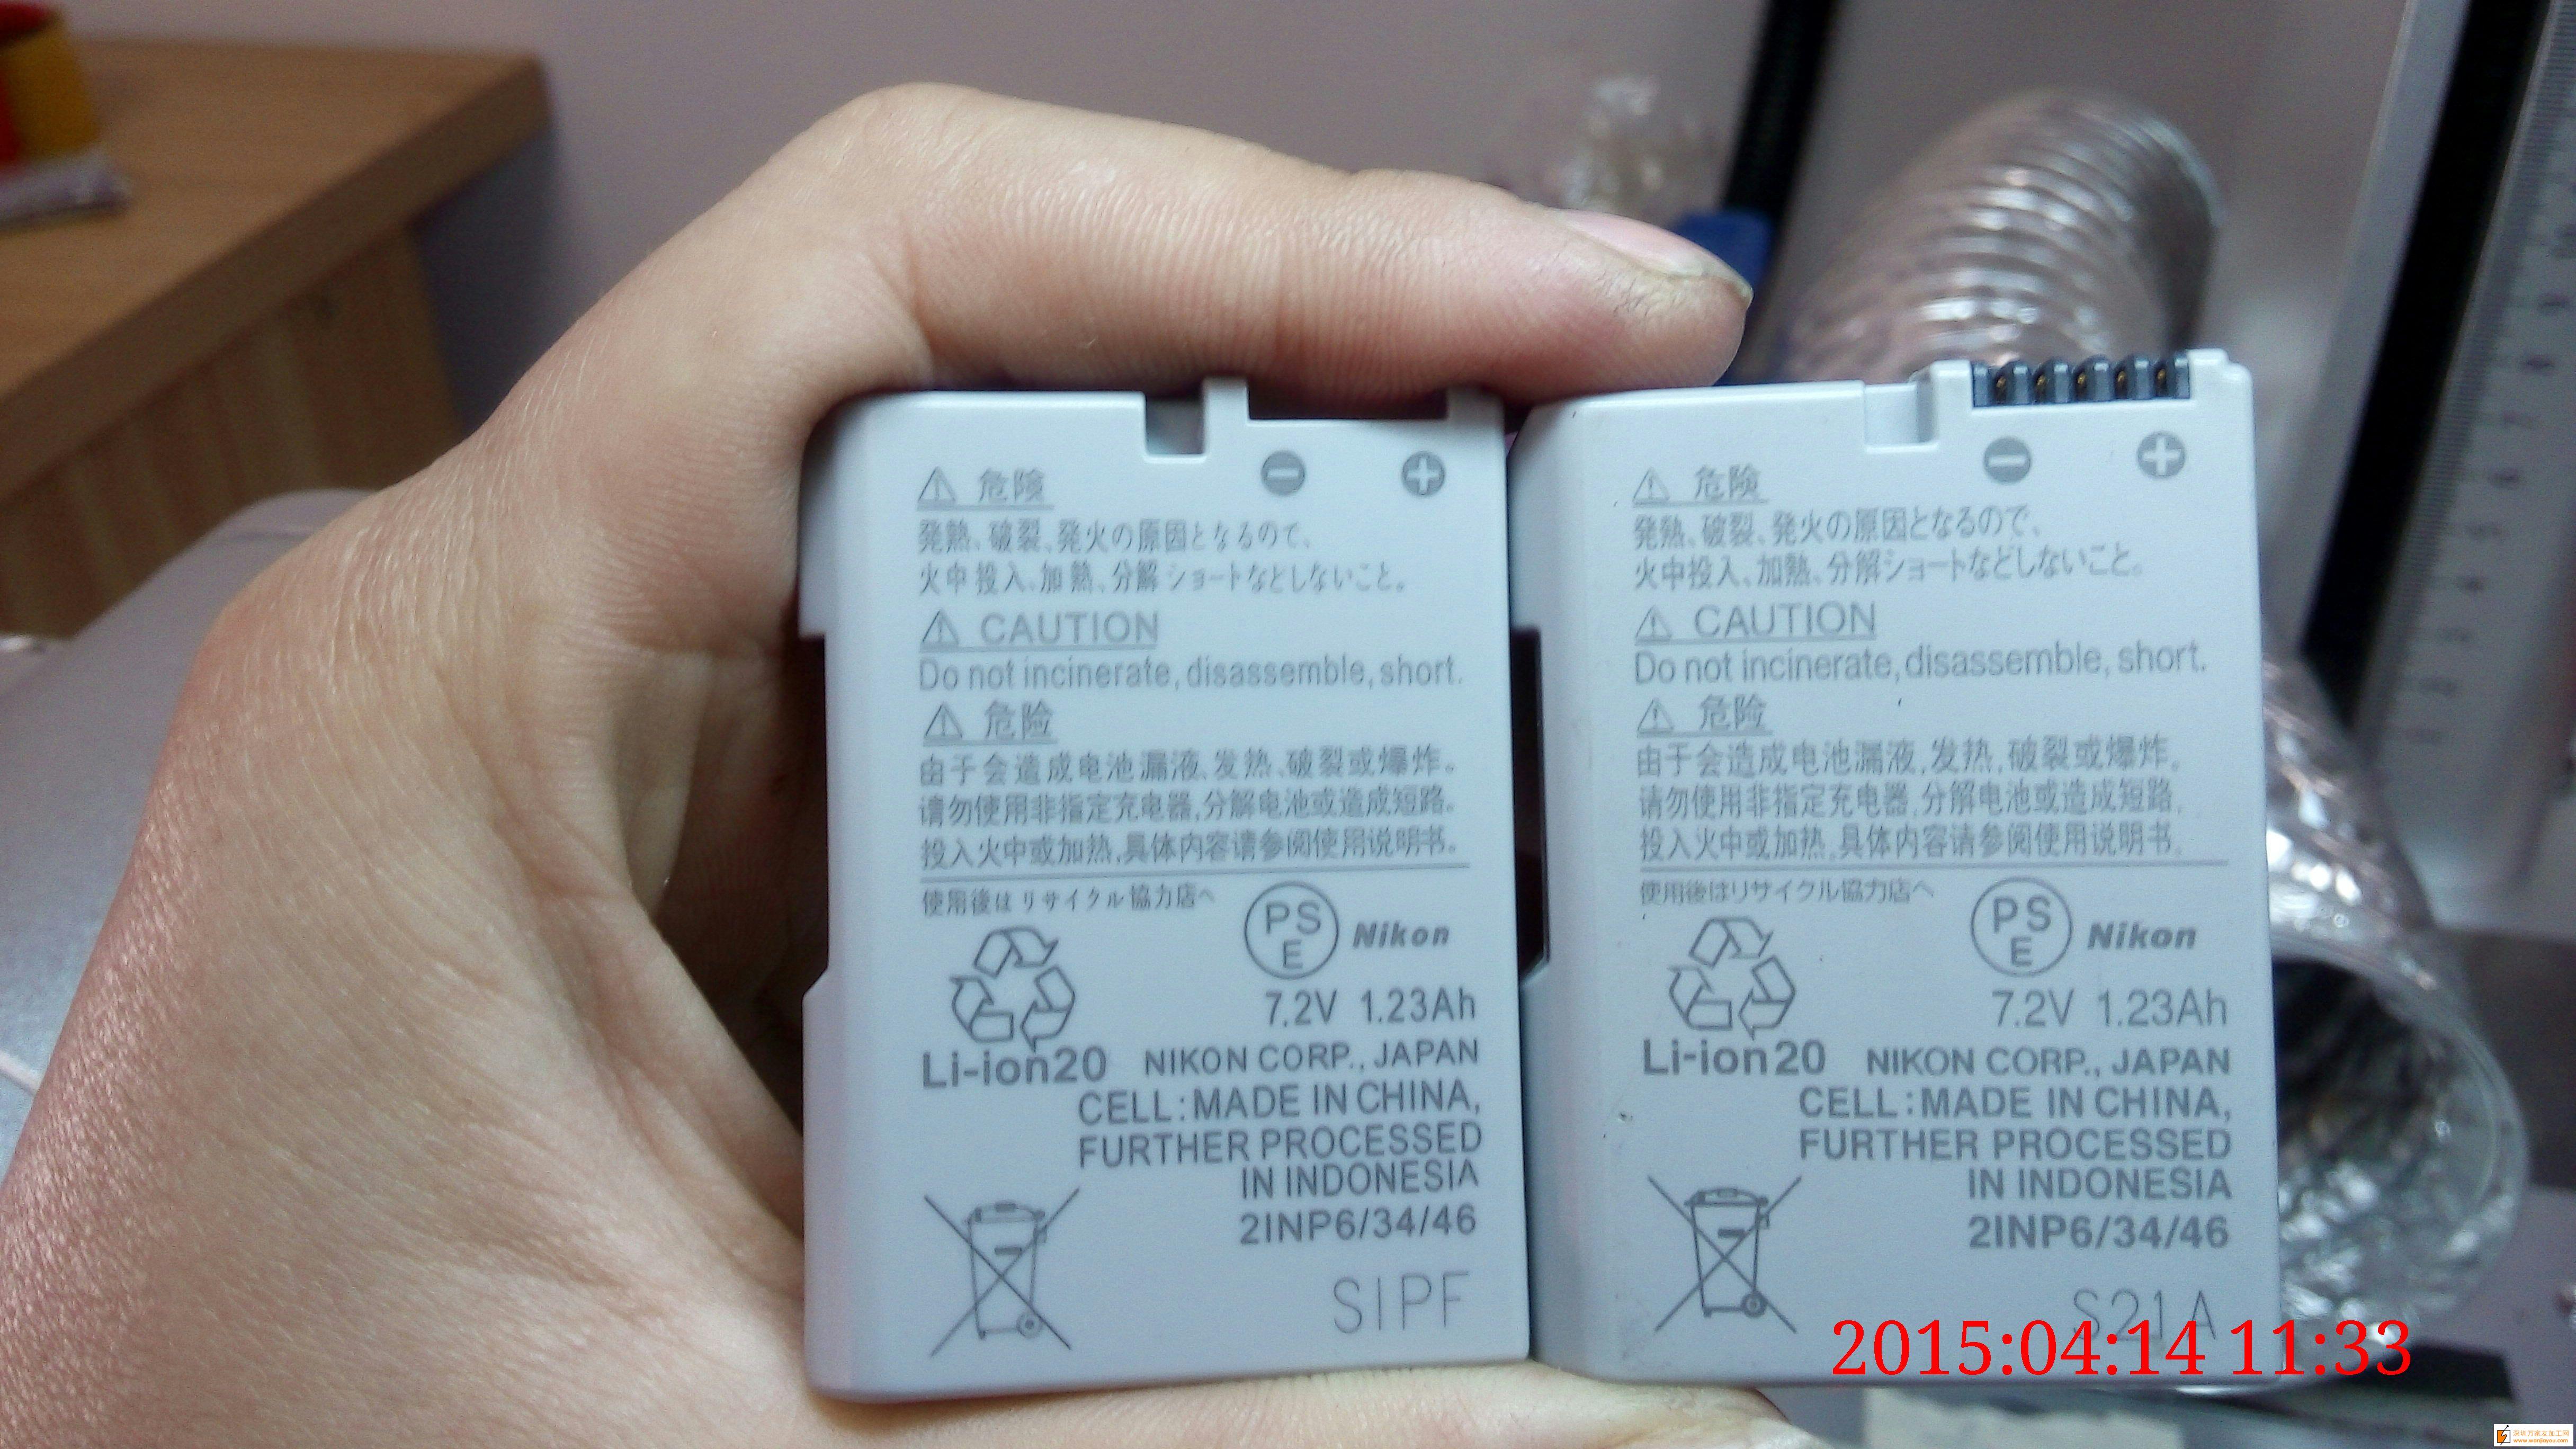 危険
発熱、破裂、発火の原因となるので、
火中投入、加熱、分解ショートなどしないこと。
CAUTION
Do not incinerate, disassemble, short.
危险
由于会造成电池漏液、发热、破裂或爆炸。
请勿使用非指定充电器,分解电池或造成短路。
投入火中或加热,具体内容请参阅使用说明书。
使用後はリサイクル協力店へ
PS
E
Nikon
7.2V 1.23Ah
Li-ion20 NIKON CORP., JAPAN
CELL:MADE IN CHINA,
FURTHER PROCESSED
IN INDONESIA
2INP6/34/46
S1PF
危険
発熱、破裂、発火の原因となるので、
火中投入、加熱、分解ショートなどしないこと。
CAUTION
Do not incinerate, disassemble, short.
危险
由于会造成电池漏液,发热,破裂或爆炸。
请勿使用非指定充电器,分解电池或造成短路。
投入火中或加热,具体内容请参阅使用说明书。
使用後はリサイクル協力店へ
PS
E
Nikon
7.2V 1.23Ah
Li-ion20 NIKON CORP., JAPAN
CELL:MADE IN CHINA,
FURTHER PROCESSED
IN INDONESIA
2INP6/34/46
S21A
2015:04:14 11:33